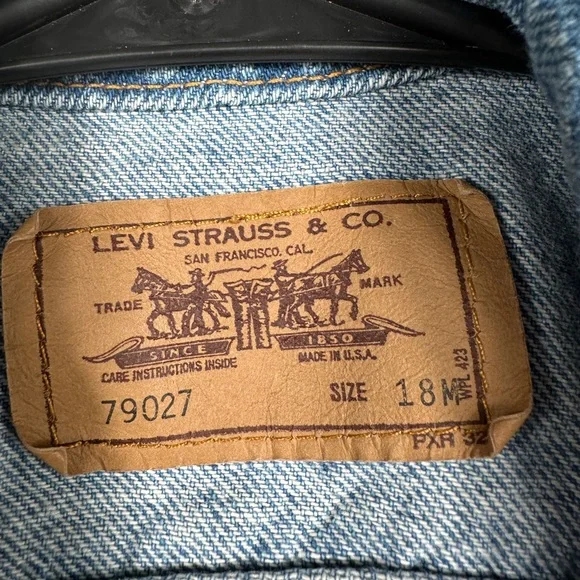 LEVI STRAUSS & CO.
SAN FRANCISCO, CAL.
TRADE MARK
SINCE 1850
CARE INSTRUCTIONS INSIDE MADE IN U.S.A.
79027 SIZE 18M
WPL 423
PXR 32